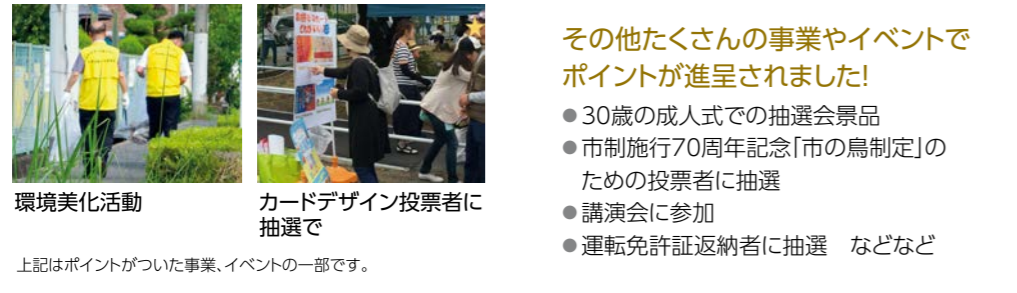 環境美化活動
カードデザイン投票者に
抽選で
上記はポイントがついた事業、イベントの一部です。
その他たくさんの事業やイベントで
ポイントが進呈されました!
●30歳の成人式での抽選会景品
●市制施行70周年記念「市の鳥制定」の
ための投票者に抽選
●講演会に参加
●運転免許証返納者に抽選　などなど